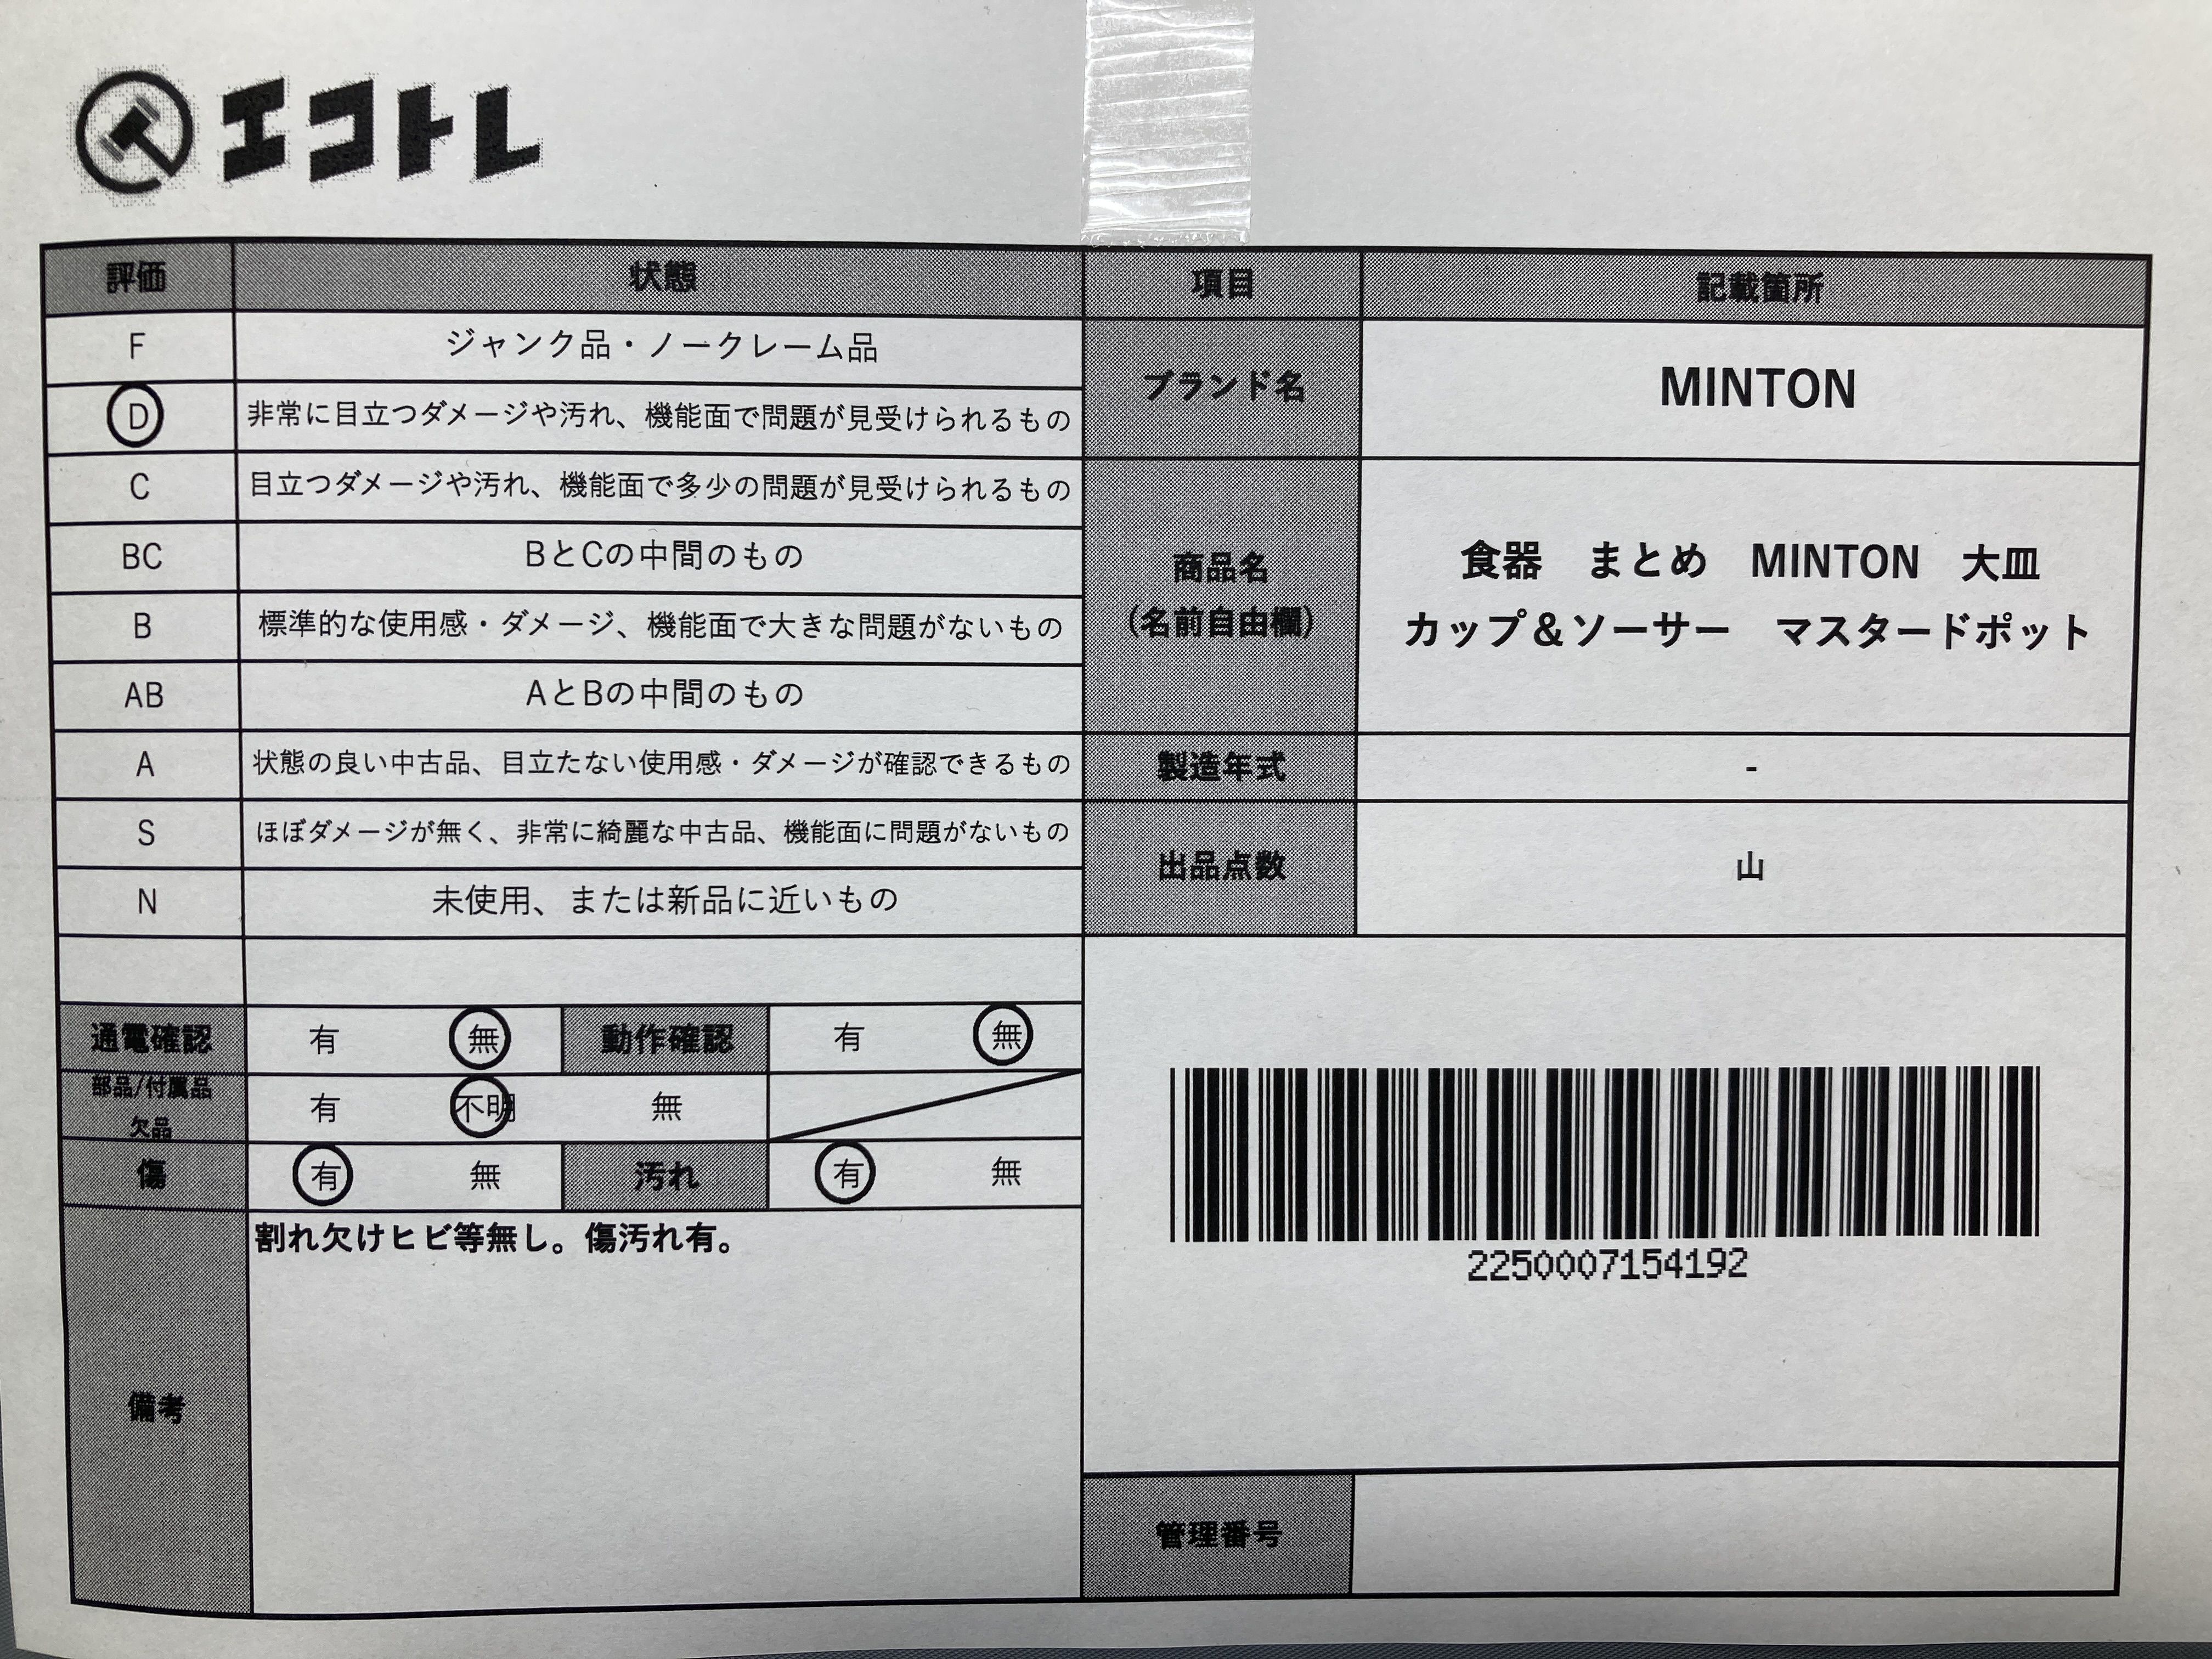 エコトレ
評価 状態 項目 記載箇所
F ジャンク品・ノークレーム品
D 非常に目立つダメージや汚れ、機能面で問題が見受けられるもの
ブランド名 MINTON
C 目立つダメージや汚れ、機能面で多少の問題が見受けられるもの
BC BとCの中間のもの
B 標準的な使用感・ダメージ、機能面で大きな問題がないもの
商品名
(名前自由欄)
食器 まとめ MINTON 大皿
カップ&ソーサー マスタードポット
AB AとBの中間のもの
A 状態の良い中古品、目立たない使用感・ダメージが確認できるもの
製造年式 -
S ほぼダメージが無く、非常に綺麗な中古品、機能面に問題がないもの
出品点数 山
N 未使用、または新品に近いもの
通電確認 有 無 動作確認 有 無
部品/付属品
欠品
有 不明 無
傷 有 無 汚れ 有 無
備考
割れ欠けヒビ等無し。傷汚れ有。
2250007154192
管理番号